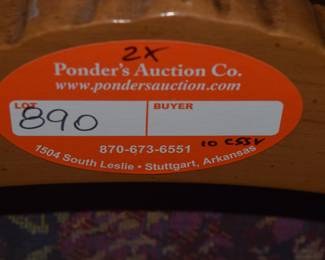 2X
Ponder's Auction Co.
www.pondersauction.com
LOT BUYER
890
870-673-6551
10 CSSV
1504 South Leslie • Stuttgart, Arkansas